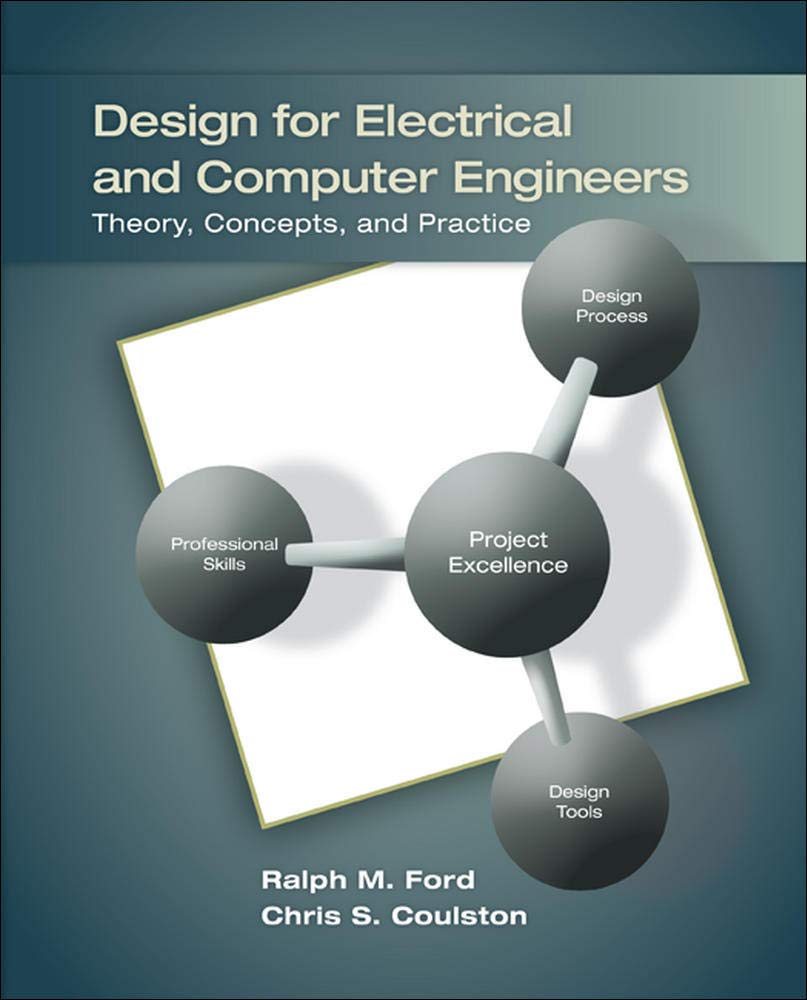 Design for Electrical
and Computer Engineers
Theory, Concepts, and Practice
Design
Process
Professional
Skills
Project
Excellence
Design
Tools
Ralph M. Ford
Chris S. Coulston